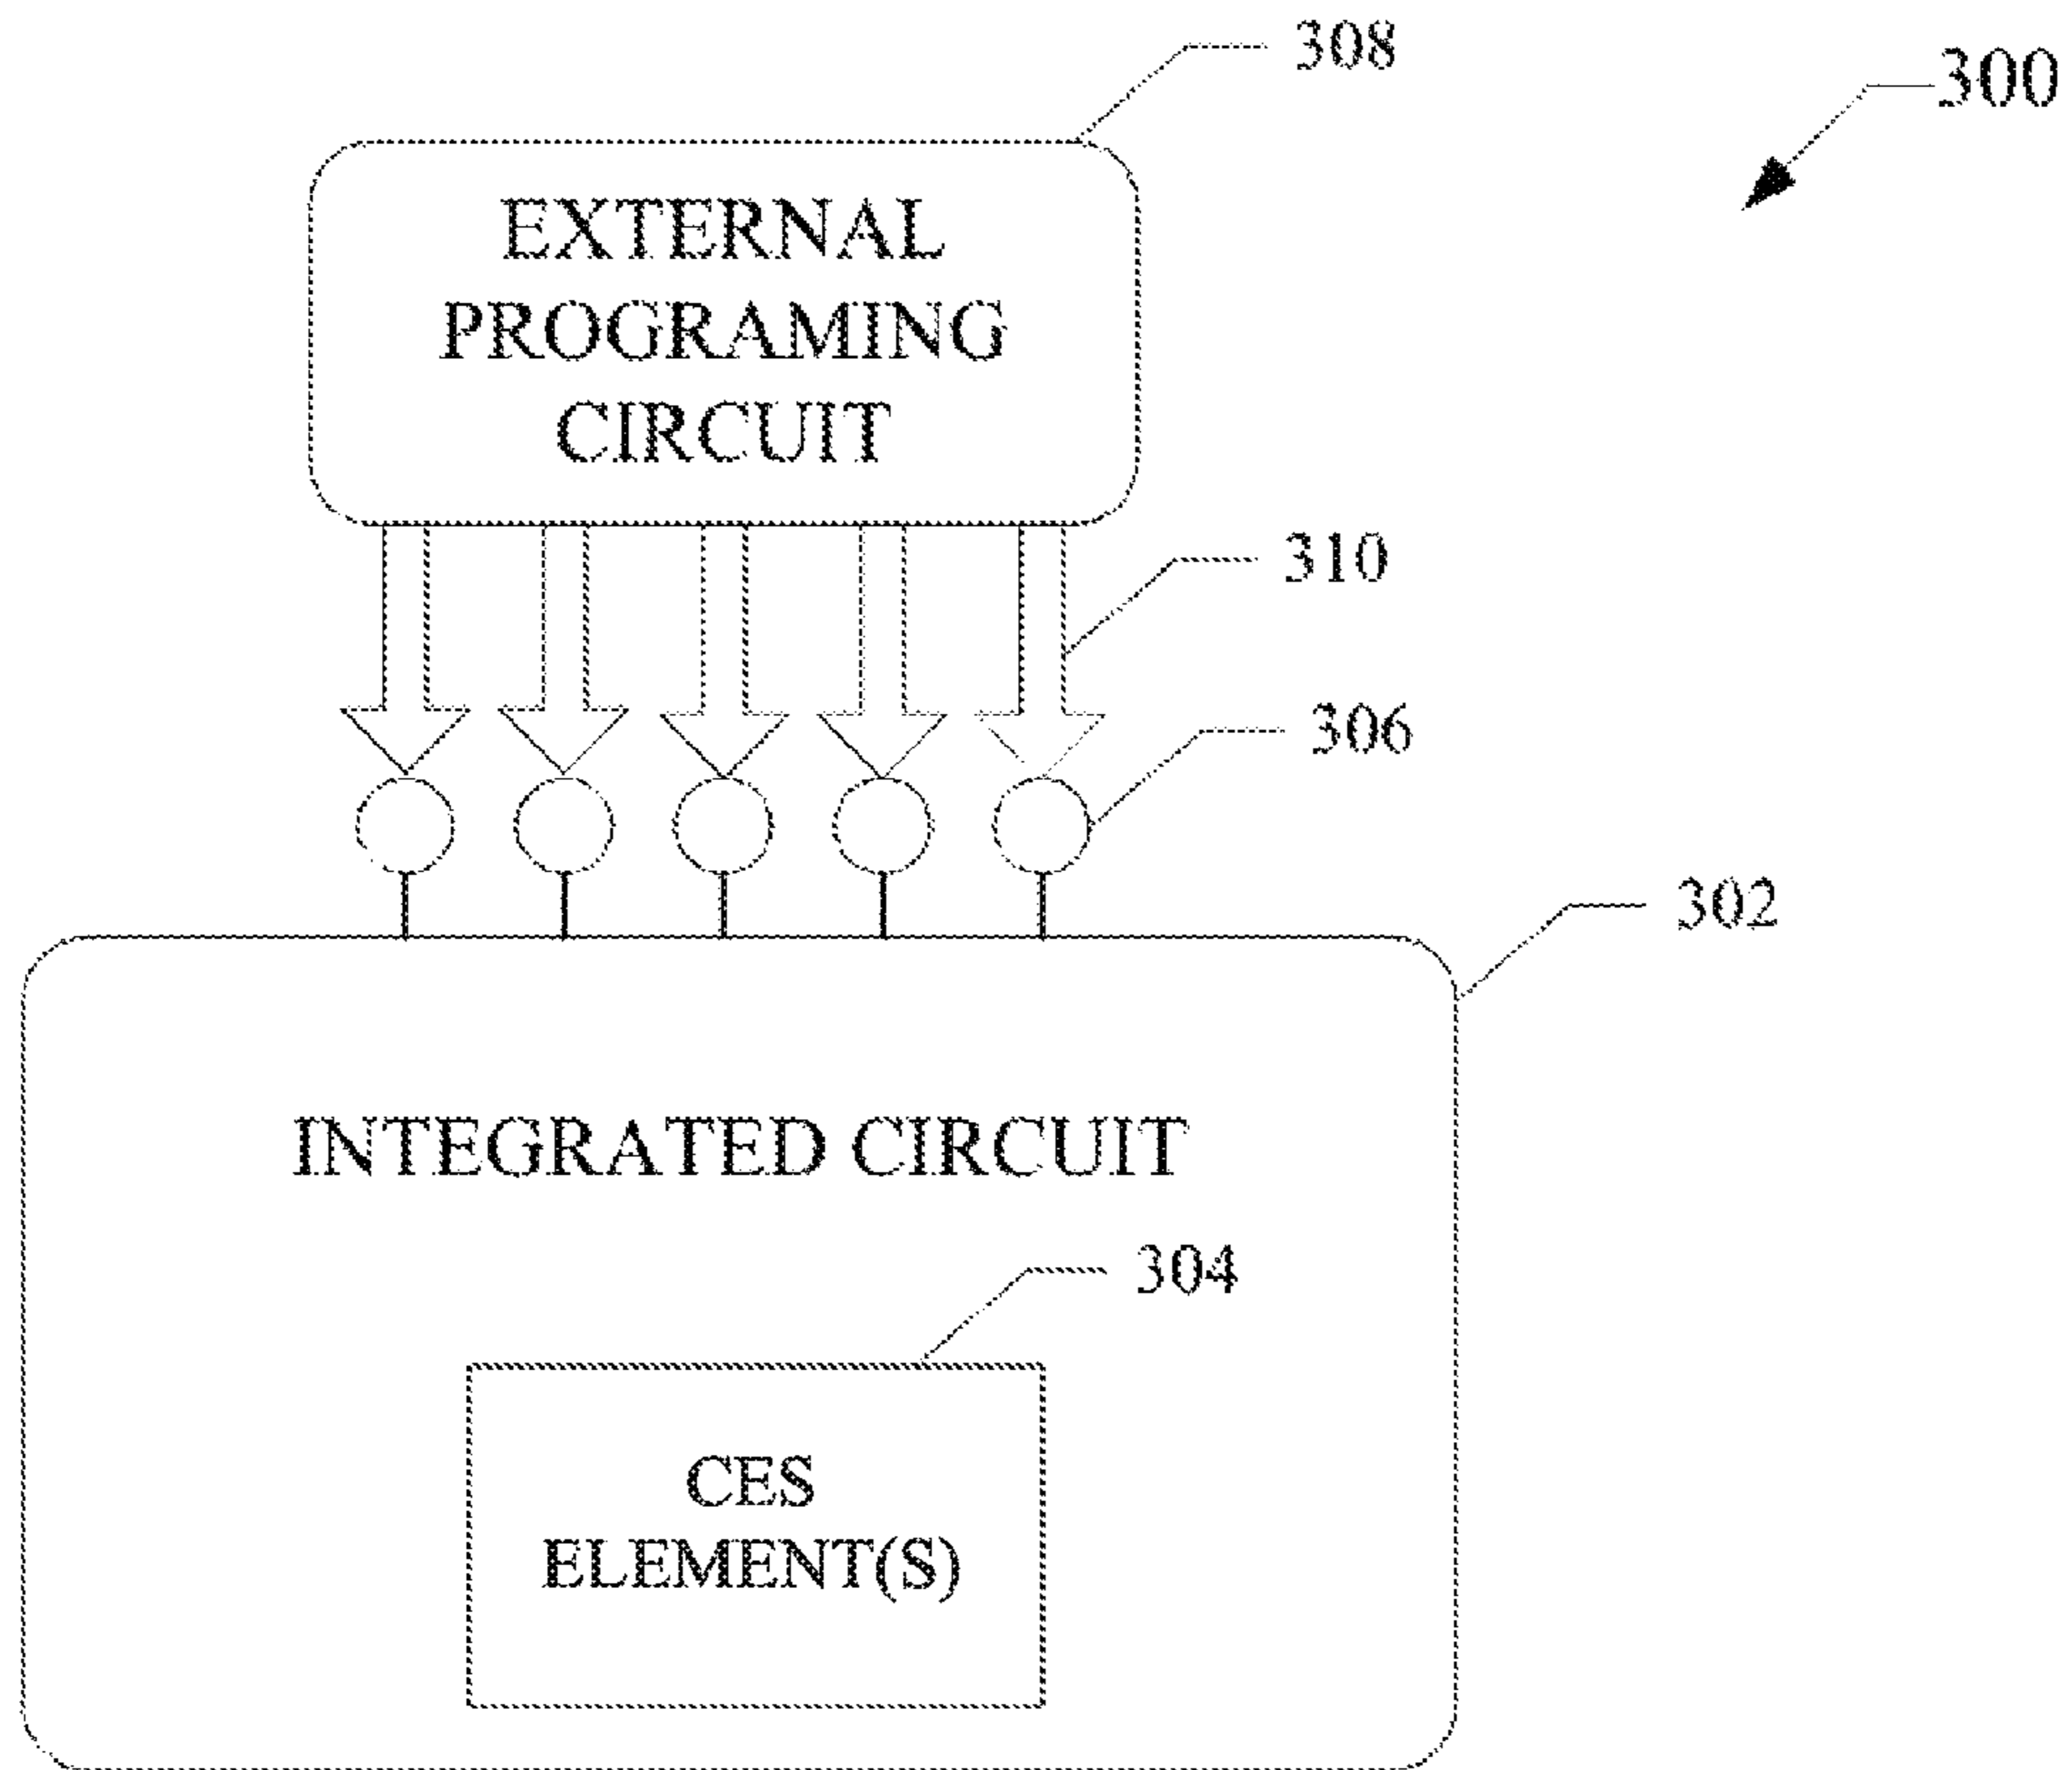 308
300
EXTERNAL
PROGRAMING
CIRCUIT
310
306
302
INTEGRATED CIRCUIT
304
CES
ELEMENT(S)